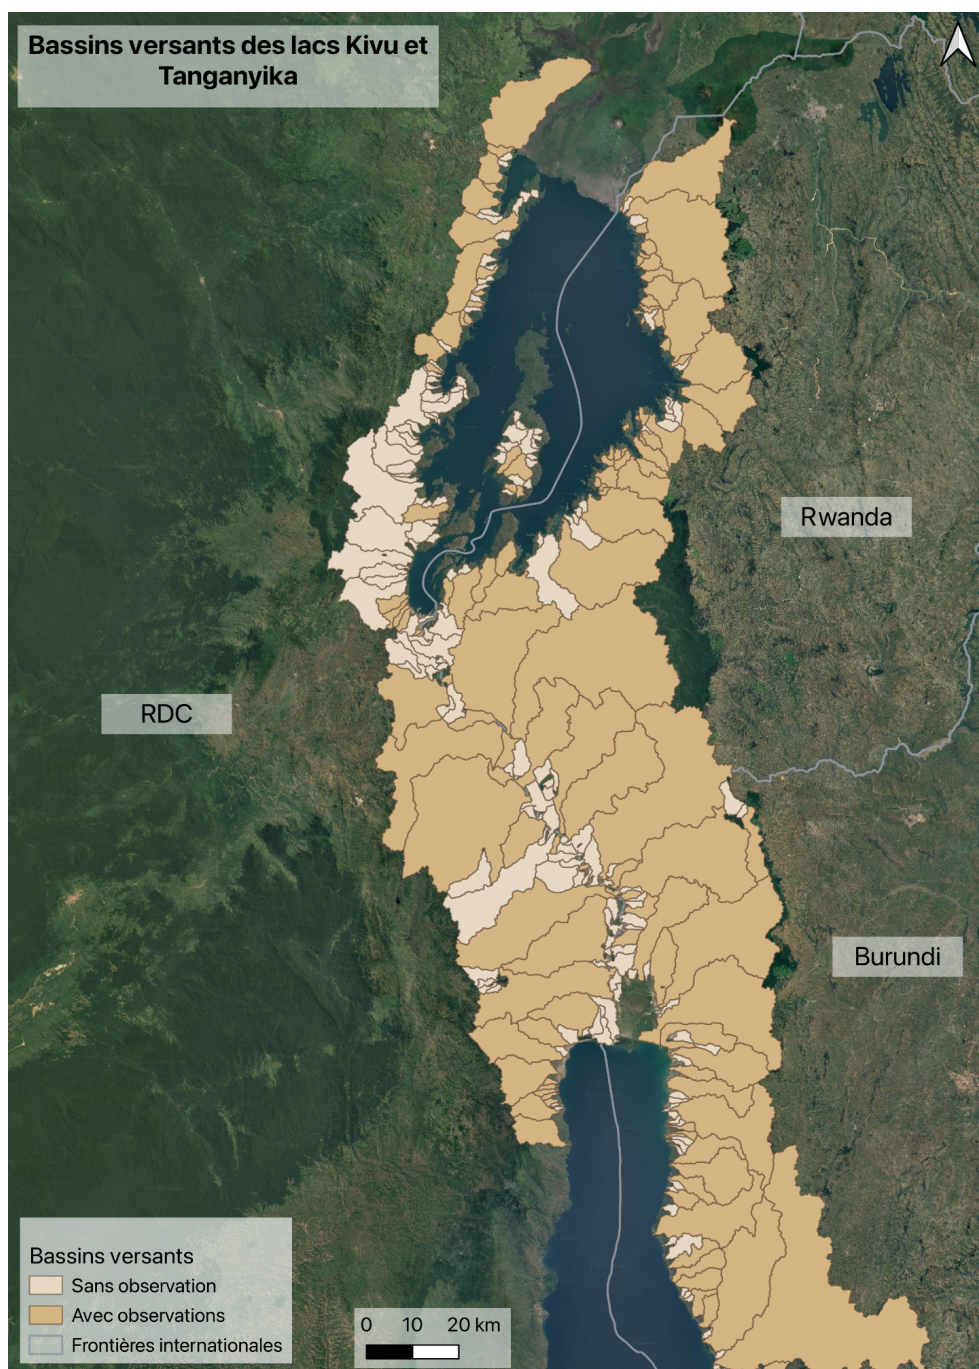 Bassins versants des lacs Kivu et
Tanganyika
Rwanda
RDC
Burundi
Bassins versants
Sans observation
Avec observations
Frontières internationales
0 10 20 km